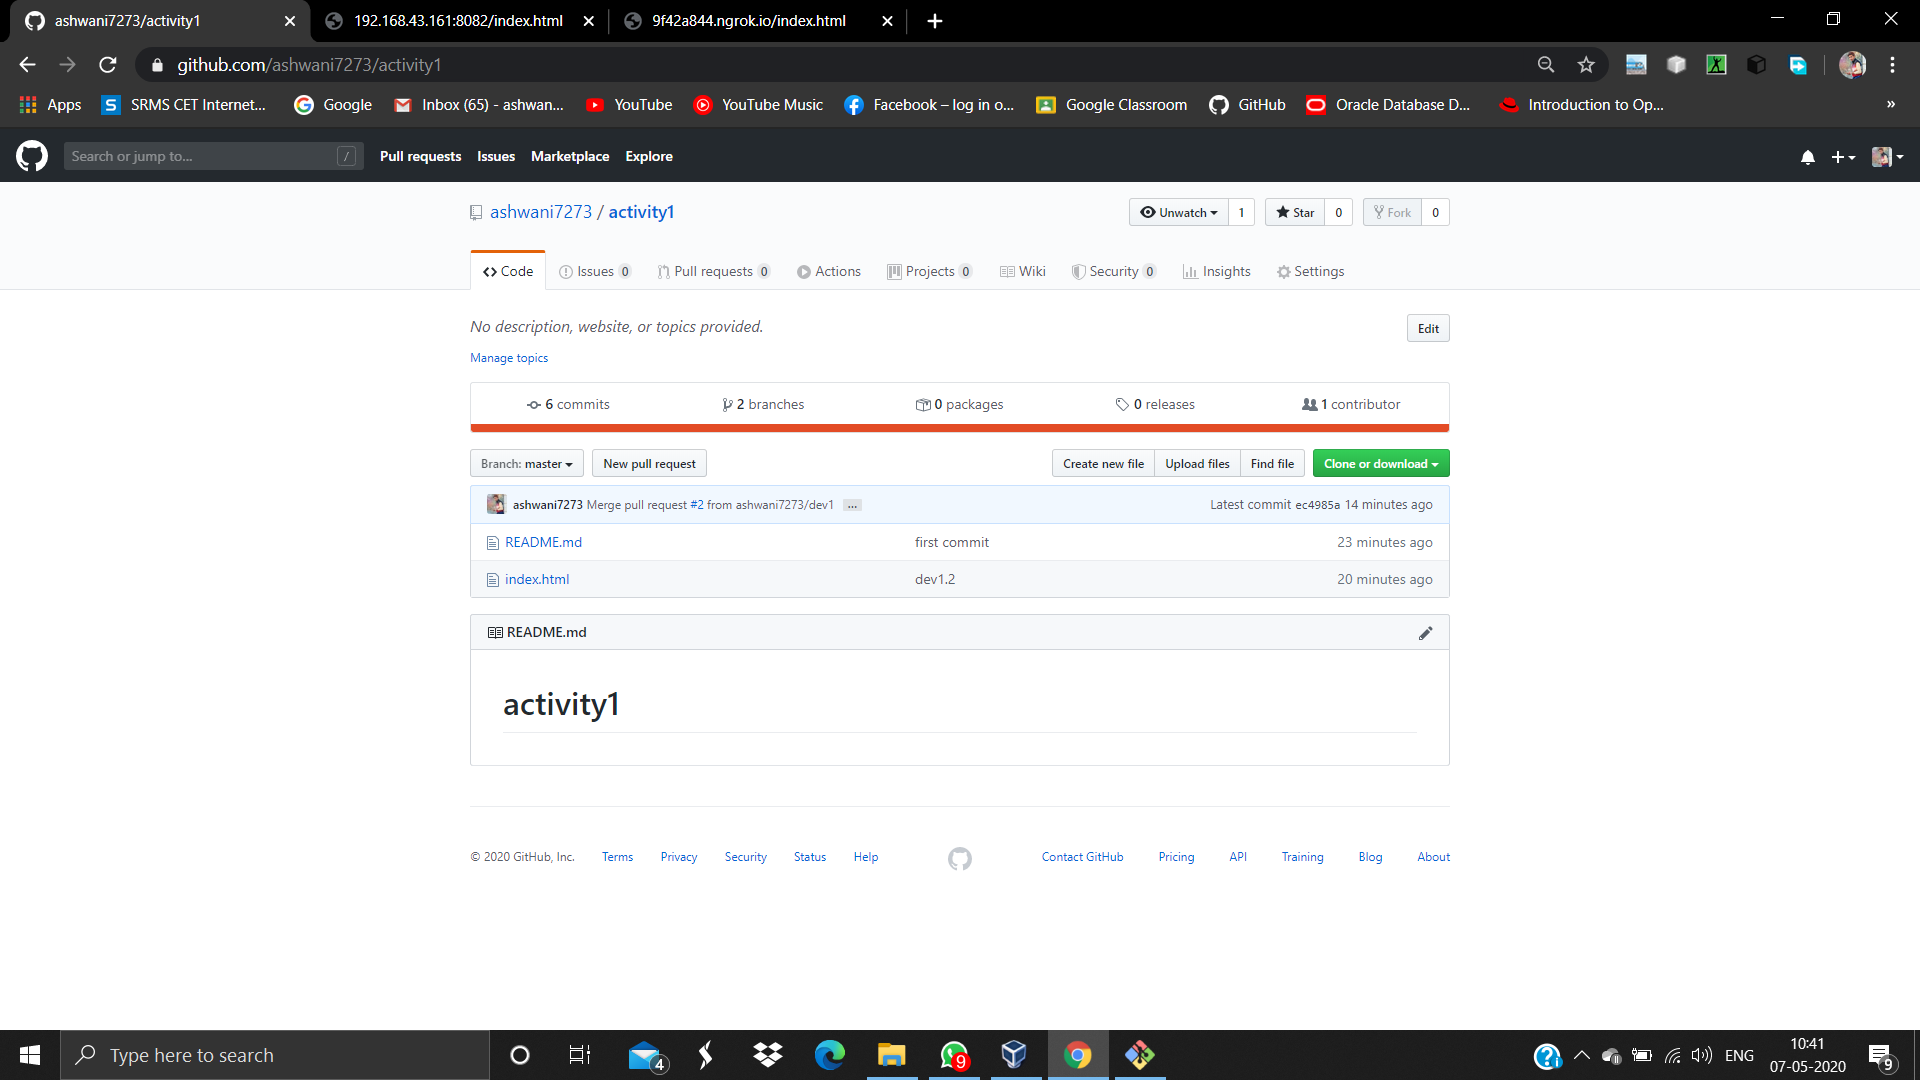 ashwani7273/activity1
192.168.43.161:8082/index.html
9f42a844.ngrok.io/index.html
github.com/ashwani7273/activity1
Apps
SRMS CET Internet...
Google
Inbox (65) - ashwan...
YouTube
YouTube Music
Facebook – log in o...
Google Classroom
GitHub
Oracle Database D...
Introduction to Op...
»
Search or jump to...
/
Pull requests
Issues
Marketplace
Explore
ashwani7273 / activity1
Unwatch 1
Star 0
Fork 0
Code
Issues 0
Pull requests 0
Actions
Projects 0
Wiki
Security 0
Insights
Settings
No description, website, or topics provided.
Edit
Manage topics
6 commits
2 branches
0 packages
0 releases
1 contributor
Branch: master
New pull request
Create new file
Upload files
Find file
Clone or download
ashwani7273 Merge pull request #2 from ashwani7273/dev1 ...
Latest commit ec4985a 14 minutes ago
README.md
first commit
23 minutes ago
index.html
dev1.2
20 minutes ago
README.md
activity1
© 2020 GitHub, Inc.
Terms
Privacy
Security
Status
Help
Contact GitHub
Pricing
API
Training
Blog
About
Type here to search
4
9
ENG
10:41
07-05-2020
9